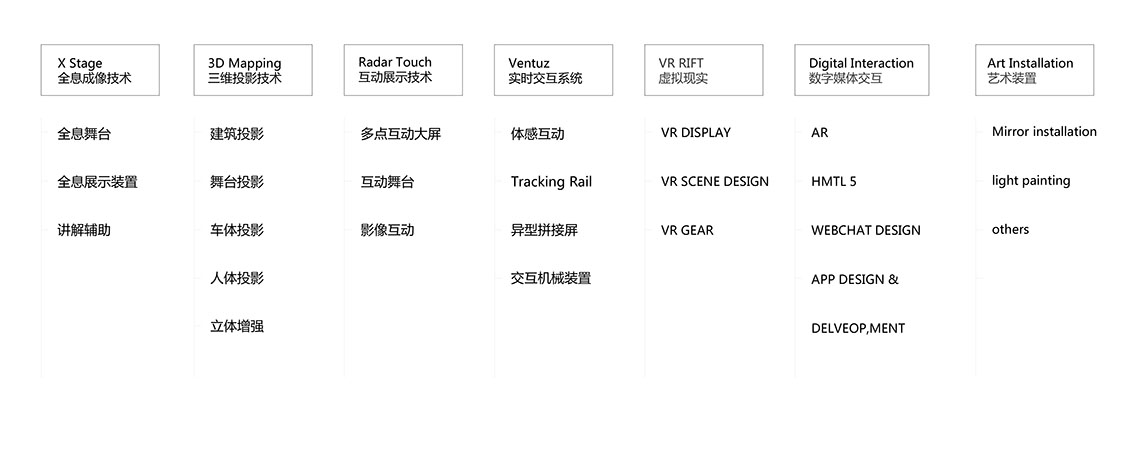 X Stage
全息成像技术
全息舞台
全息展示装置
讲解辅助
3D Mapping
三维投影技术
建筑投影
舞台投影
车体投影
人体投影
立体增强
Radar Touch
互动展示技术
多点互动大屏
互动舞台
影像互动
Ventuz
实时交互系统
体感互动
Tracking Rail
异型拼接屏
交互机械装置
VR RIFT
虚拟现实
VR DISPLAY
VR SCENE DESIGN
VR GEAR
Digital Interaction
数字媒体交互
AR
HMTL 5
WEBCHAT DESIGN
APP DESIGN &
DELVEOP,MENT
Art Installation
艺术装置
Mirror installation
light painting
others